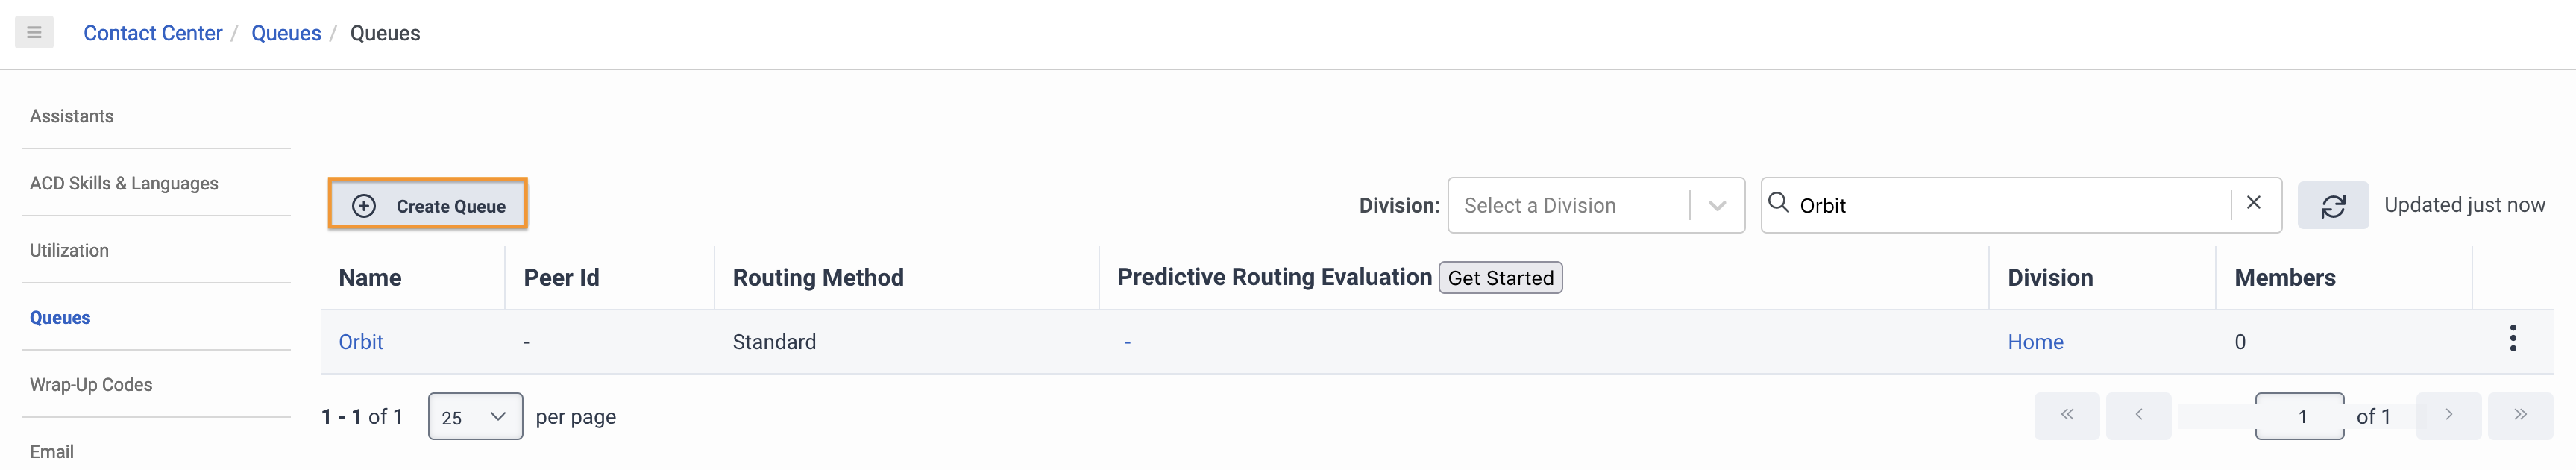 Contact Center / Queues / Queues
Assistants
ACD Skills & Languages
Utilization
Queues
Wrap-Up Codes
Email
Create Queue
Division: Select a Division Orbit Updated just now
Name Peer Id Routing Method Predictive Routing Evaluation Get Started Division Members
Orbit - Standard - Home 0
1 - 1 of 1 25 per page 1 of 1